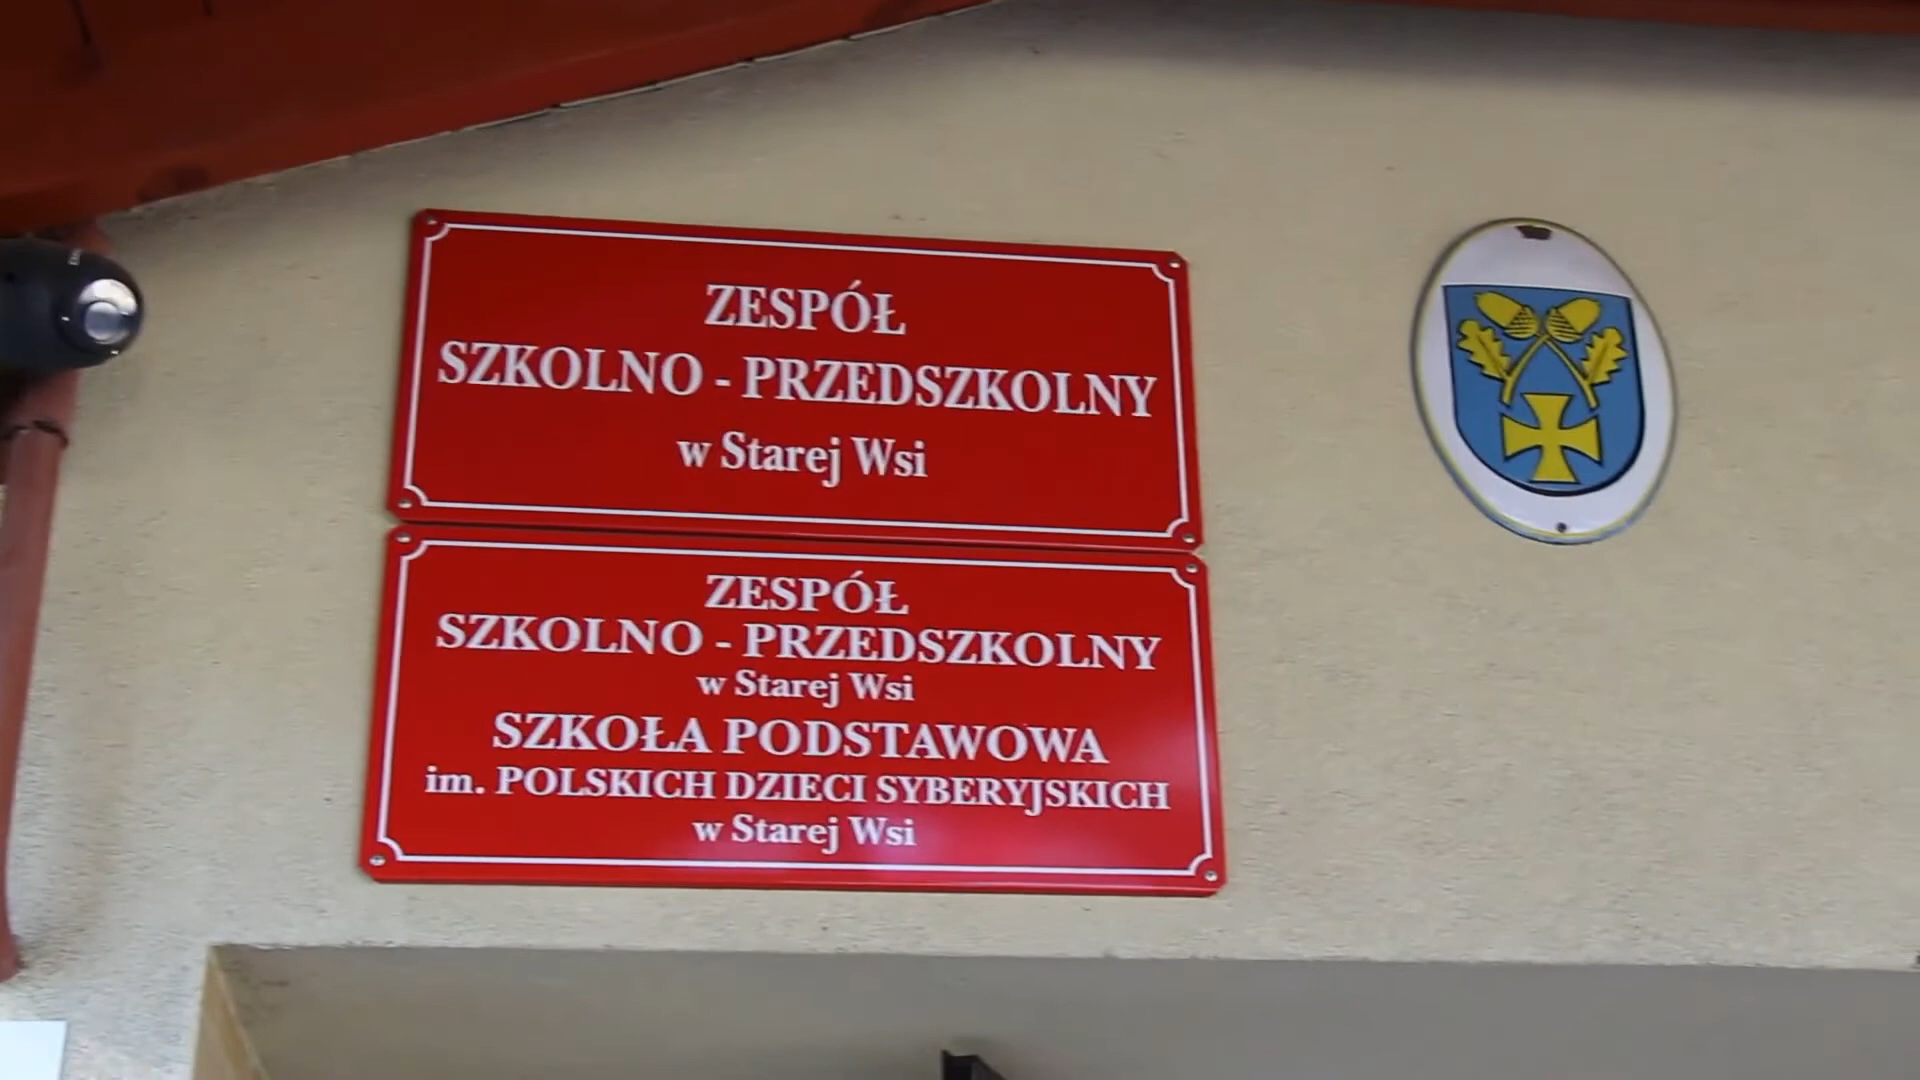 ZESPÓŁ
SZKOLNO - PRZEDSZKOLNY
w Starej Wsi
ZESPÓŁ
SZKOLNO - PRZEDSZKOLNY
w Starej Wsi
SZKOŁA PODSTAWOWA
im. POLSKICH DZIECI SYBERYJSKICH
w Starej Wsi